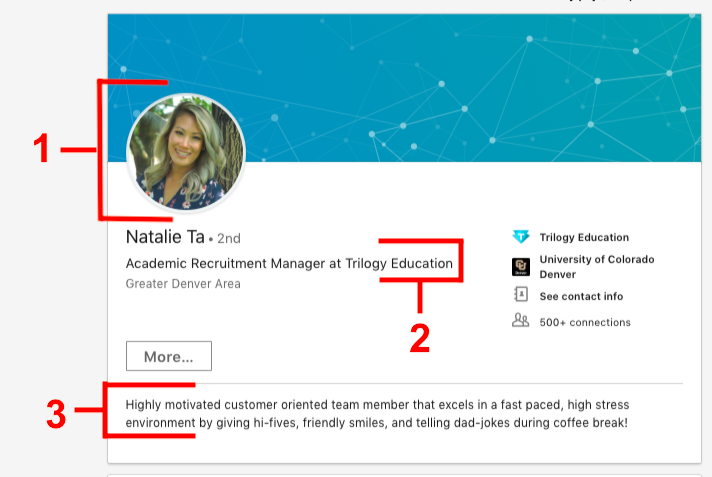 1
Natalie Ta • 2nd
Academic Recruitment Manager at Trilogy Education
Greater Denver Area
2
Trilogy Education
University of Colorado
Denver
See contact info
500+ connections
More...
3
Highly motivated customer oriented team member that excels in a fast paced, high stress
environment by giving hi-fives, friendly smiles, and telling dad-jokes during coffee break!